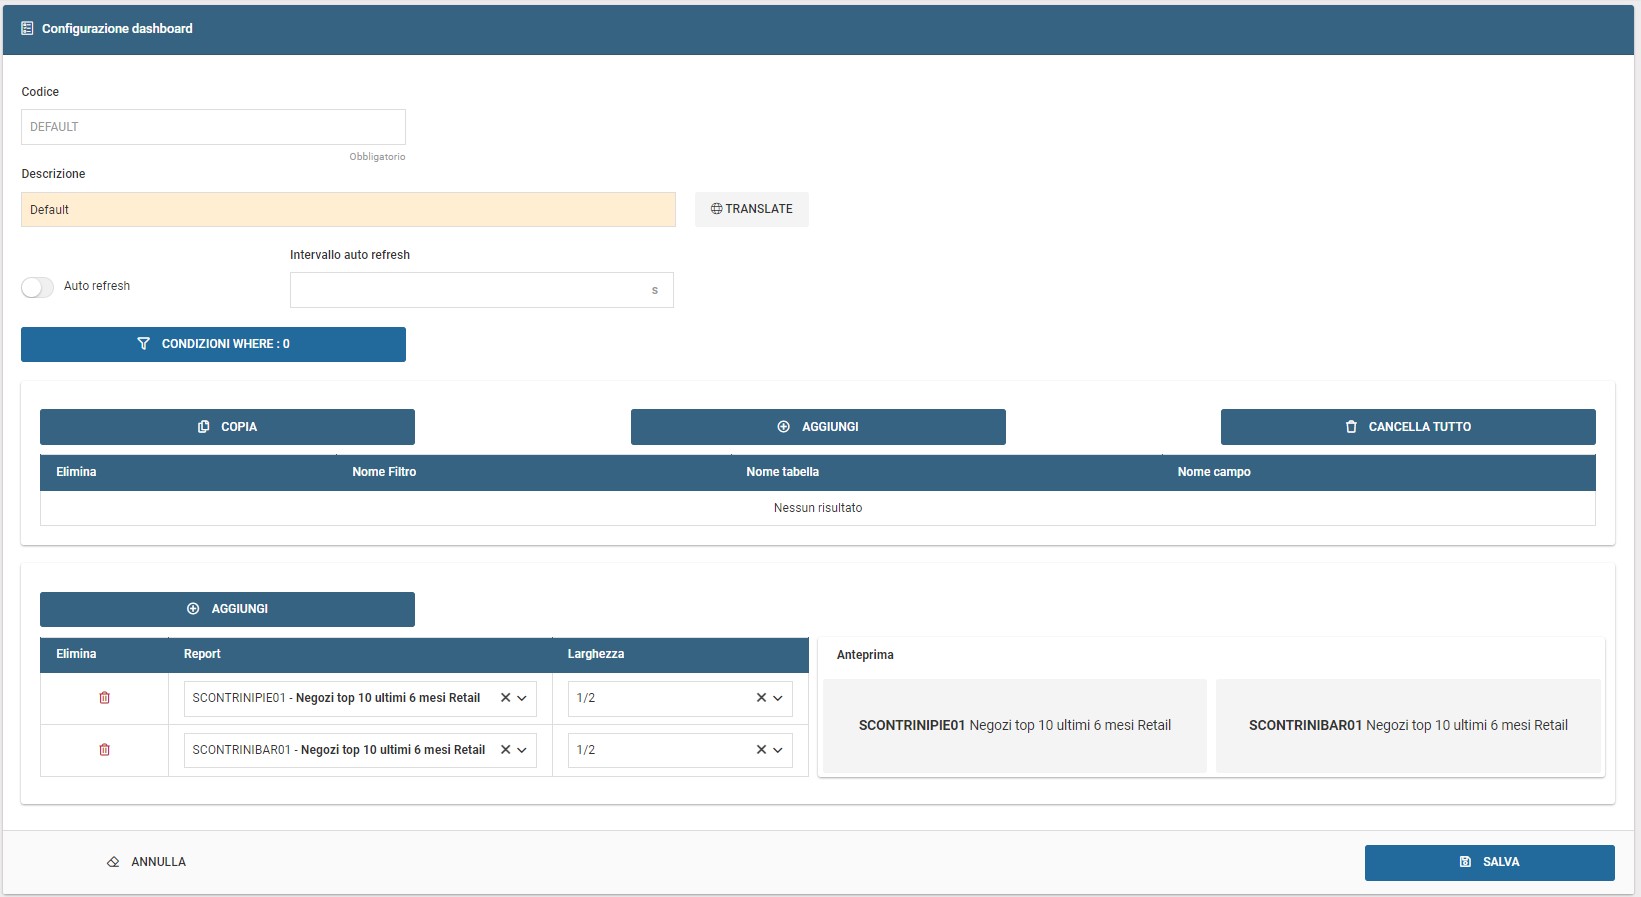 Configurazione dashboard
Codice
DEFAULT
Obbligatorio
Descrizione
Default
TRANSLATE
Intervallo auto refresh
Auto refresh
s
CONDIZIONI WHERE : 0
COPIA
AGGIUNGI
CANCELLA TUTTO
Elimina Nome Filtro Nome tabella Nome campo
Nessun risultato
AGGIUNGI
Elimina Report Larghezza
SCONTRINIPIE01 - Negozi top 10 ultimi 6 mesi Retail 1/2
SCONTRINIBAR01 - Negozi top 10 ultimi 6 mesi Retail 1/2
Anteprima
SCONTRINIPIE01 Negozi top 10 ultimi 6 mesi Retail
SCONTRINIBAR01 Negozi top 10 ultimi 6 mesi Retail
ANNULLA
SALVA